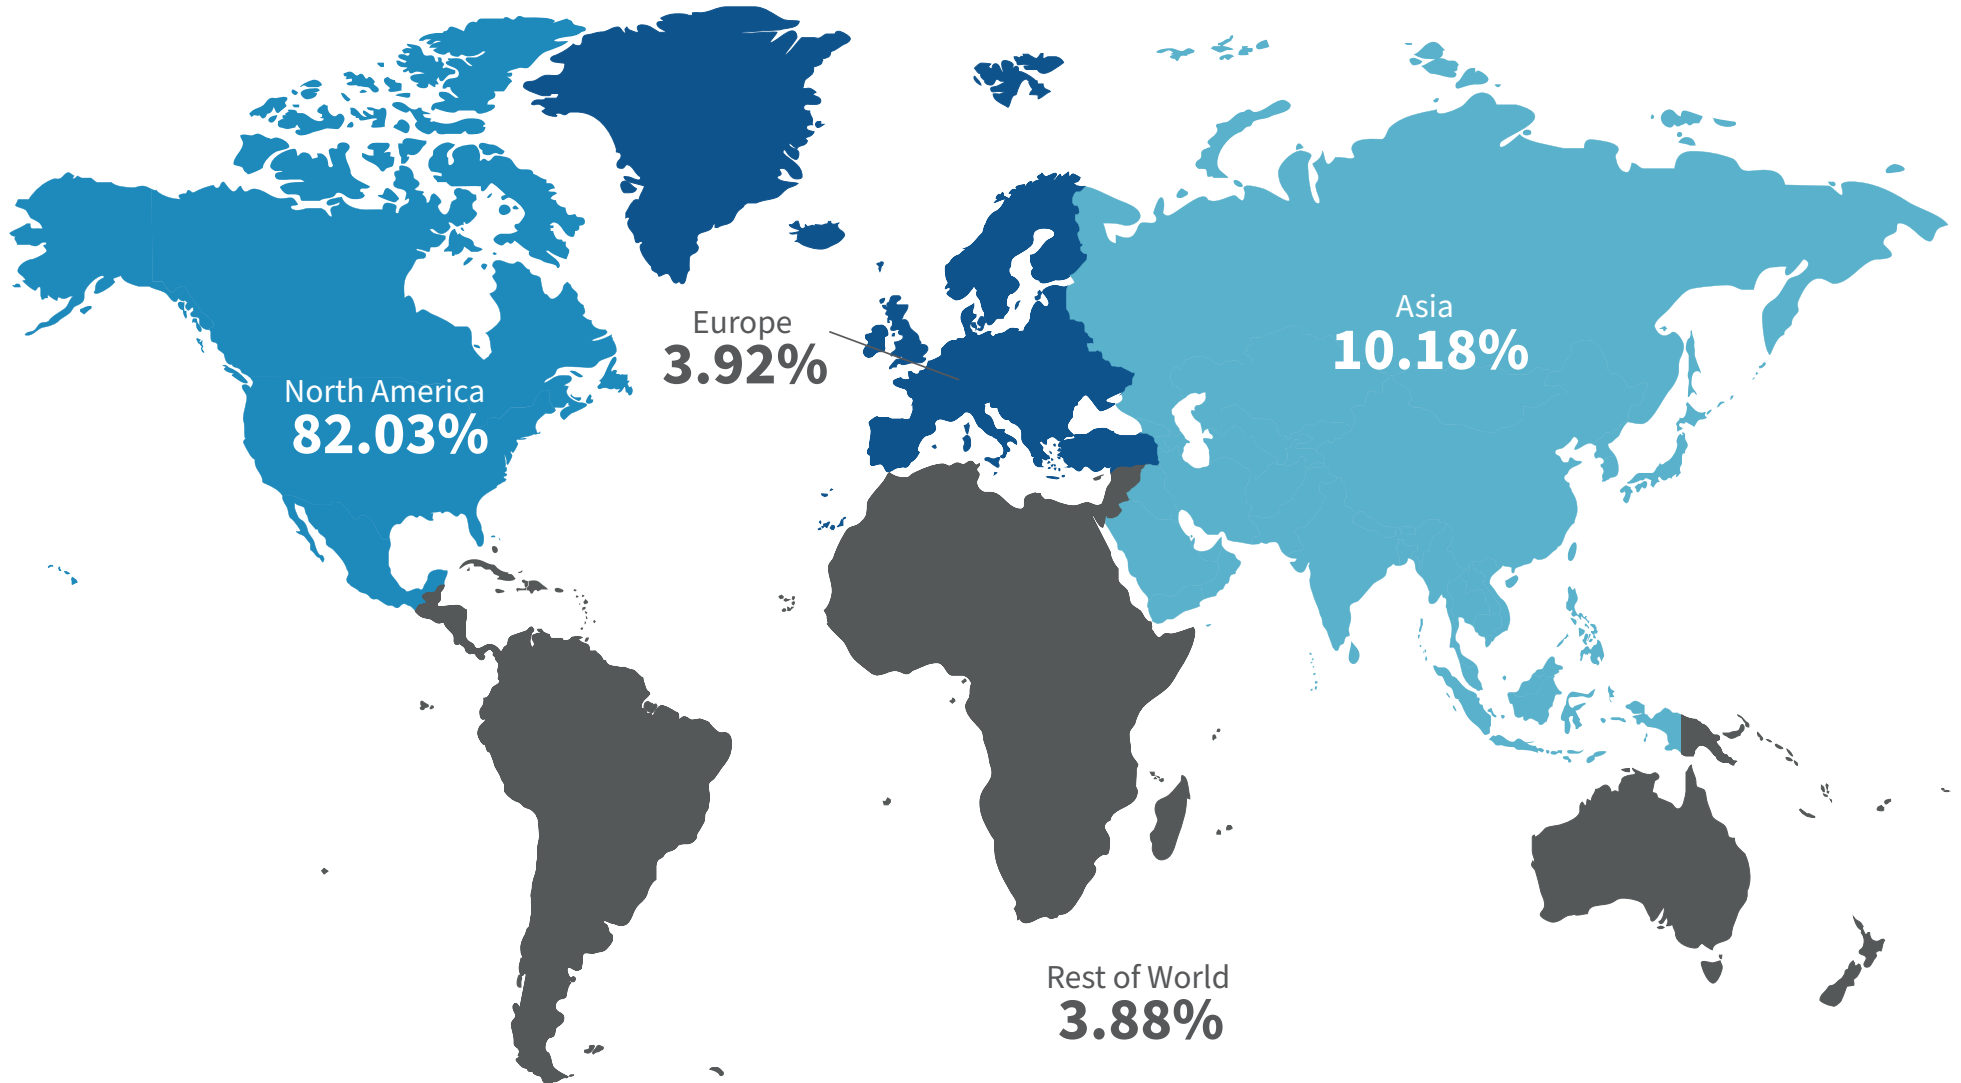 Asia
10.18%
Europe
3.92%
North America
82.03%
Rest of World
3.88%